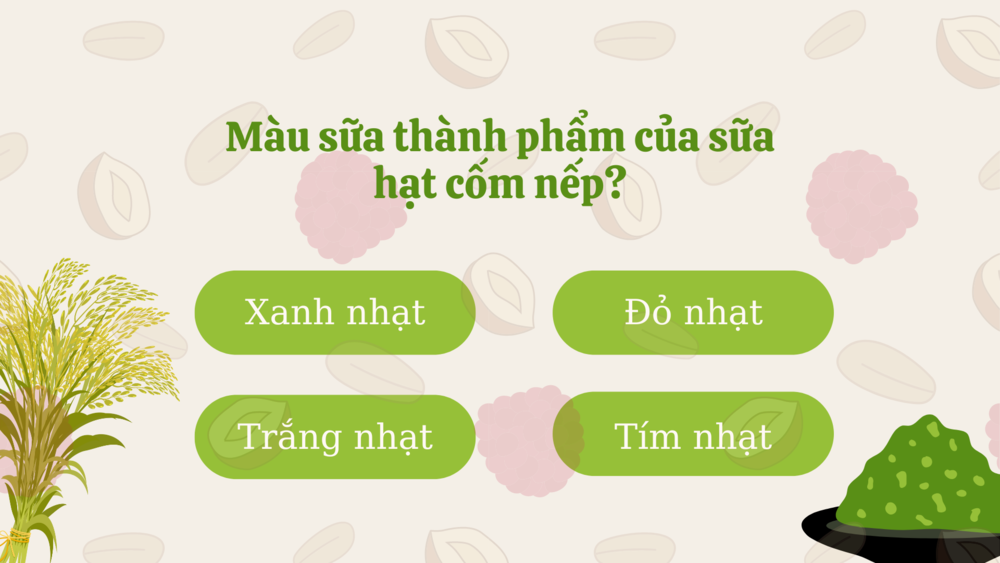 Màu sữa thành phẩm của sữa
hạt cốm nếp?
Xanh nhạt
Đỏ nhạt
Trắng nhạt
Tím nhạt